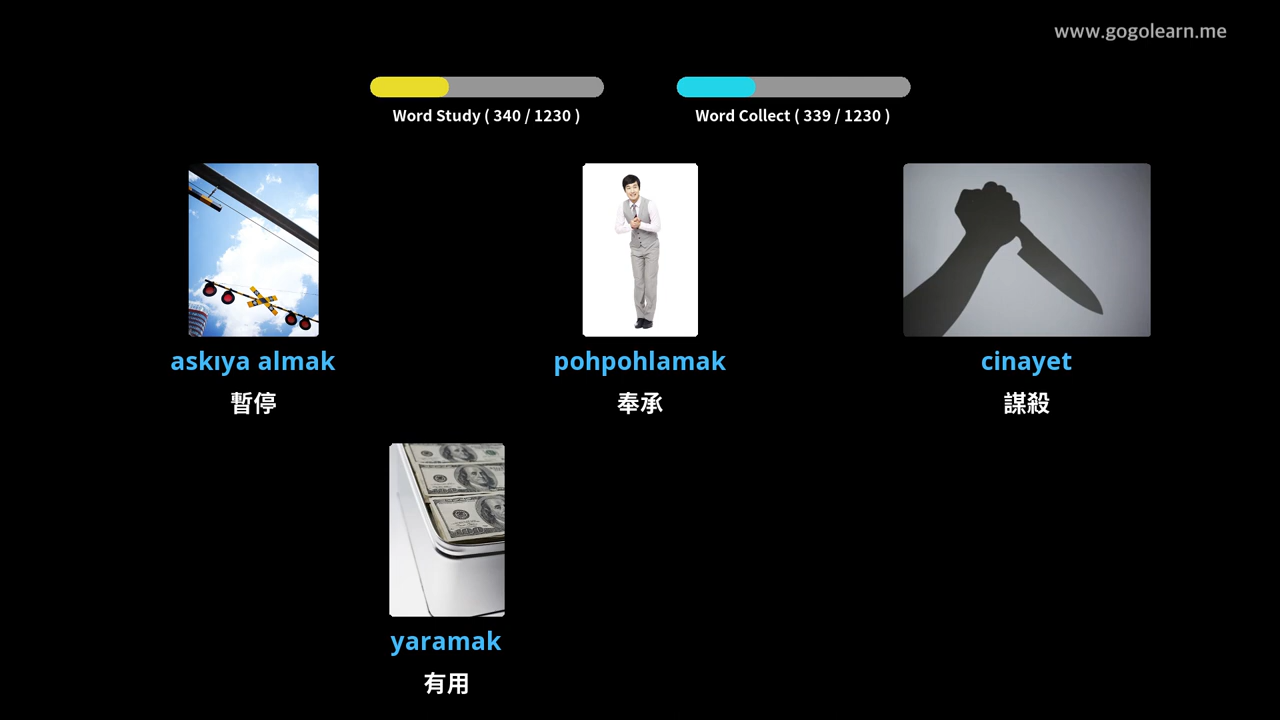 www.gogolearn.me
Word Study ( 340 / 1230 )
Word Collect ( 339 / 1230 )
askıya almak
pohpohlamak
cinayet
暫停
奉承
謀殺
yaramak
有用